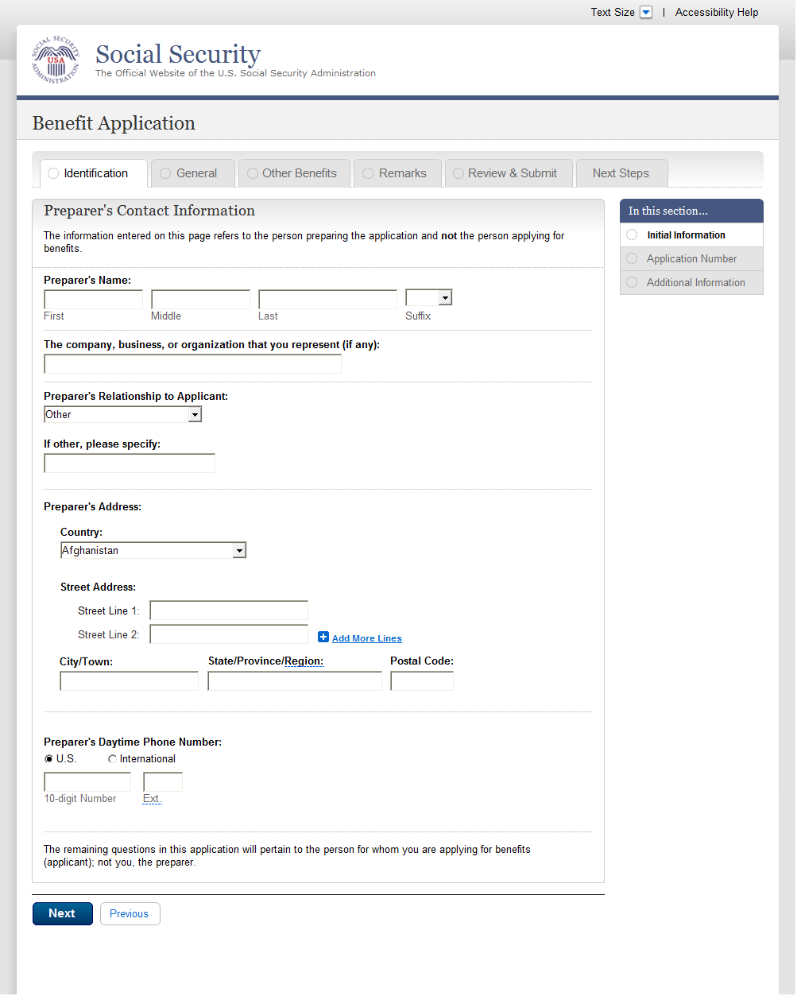 Text Size | Accessibility Help
SOCIAL SECURITY ADMINISTRATION
USA
Social Security
The Official Website of the U.S. Social Security Administration
Benefit Application
Identification General Other Benefits Remarks Review & Submit Next Steps
Preparer's Contact Information
The information entered on this page refers to the person preparing the application and not the person applying for
benefits.
Preparer's Name:
First Middle Last Suffix
The company, business, or organization that you represent (if any):
Preparer's Relationship to Applicant:
Other
If other, please specify:
Preparer's Address:
Country:
Afghanistan
Street Address:
Street Line 1:
Street Line 2:
Add More Lines
City/Town: State/Province/Region: Postal Code:
Preparer's Daytime Phone Number:
U.S. International
10-digit Number Ext.
The remaining questions in this application will pertain to the person for whom you are applying for benefits
(applicant); not you, the preparer.
Next Previous
In this section...
Initial Information
Application Number
Additional Information